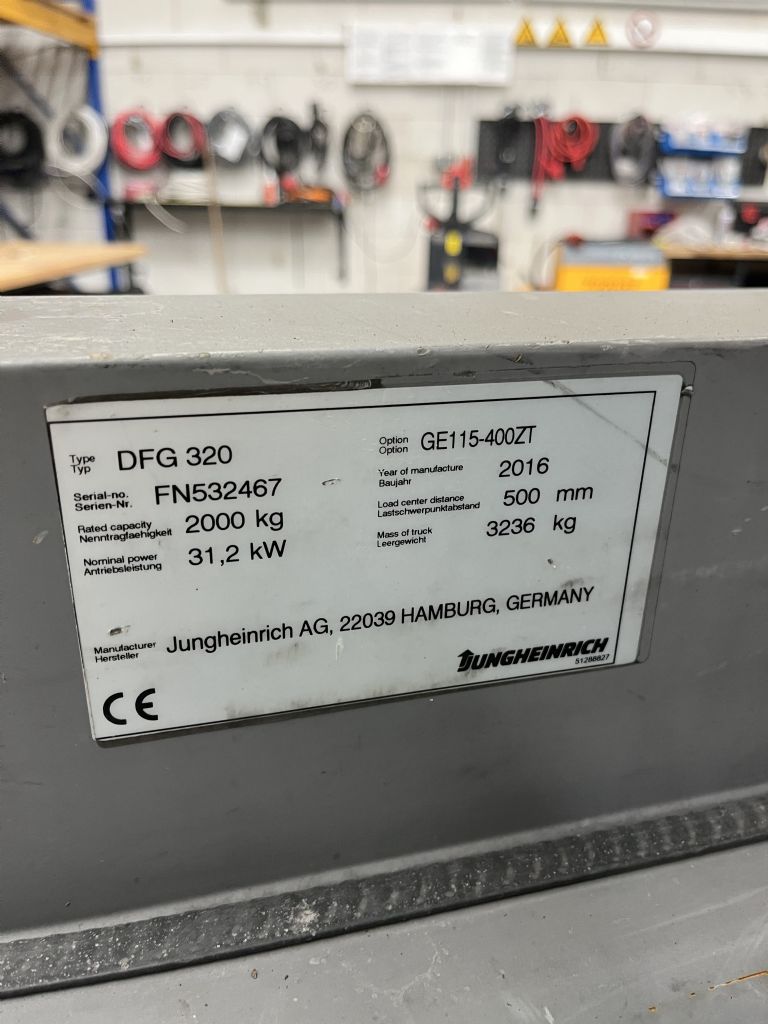 Type
Typ
DFG 320
Option
Option
GE115-400ZT
Serial-no.
Serien-Nr.
FN532467
Year of manufacture
Baujahr
2016
Rated capacity
Nenntragfaehigkeit
2000 kg
Load center distance
Lastschwerpunktabstand
500 mm
Nominal power
Antriebsleistung
31,2 kW
Mass of truck
Leergewicht
3236 kg
Manufacturer
Hersteller
Jungheinrich AG, 22039 HAMBURG, GERMANY
JUNGHEINRICH
51286627
CE